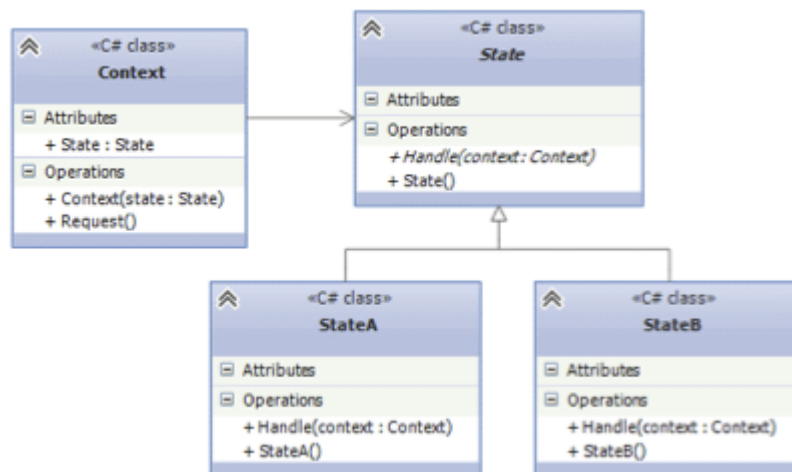 «C# class»
Context
Attributes
+ State : State
Operations
+ Context(state : State)
+ Request()
«C# class»
State
Attributes
Operations
+ Handle(context : Context)
+ State()
«C# class»
StateA
Attributes
Operations
+ Handle(context : Context)
+ StateA()
«C# class»
StateB
Attributes
Operations
+ Handle(context : Context)
+ StateB()